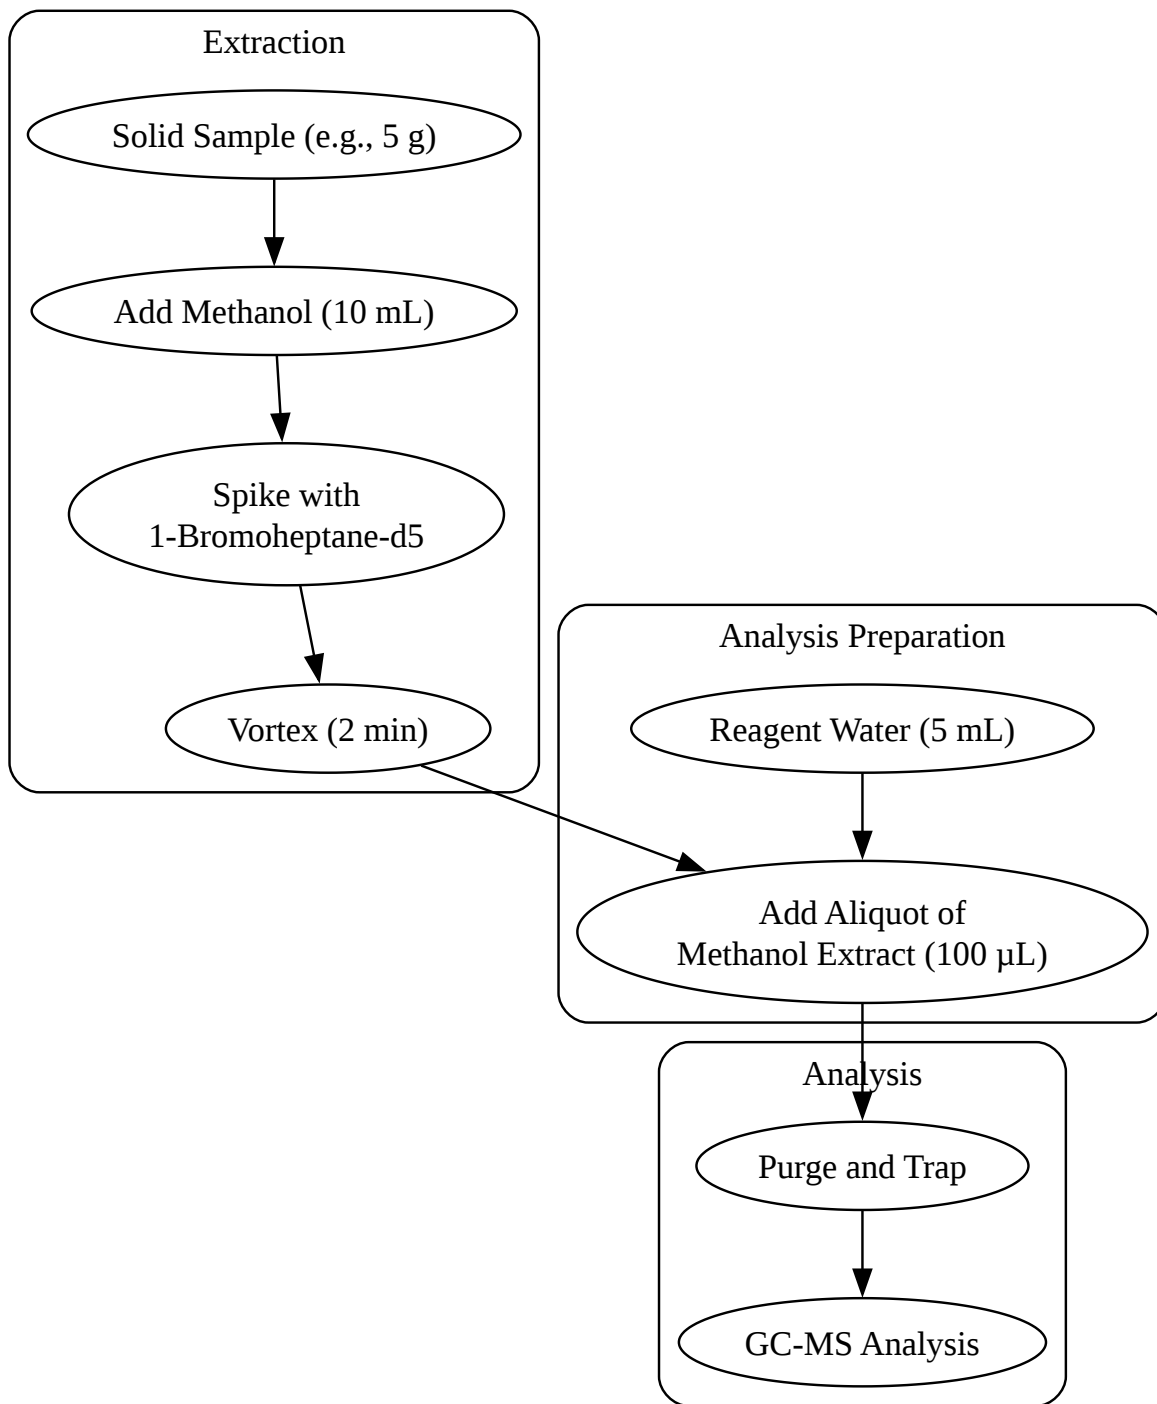 Extraction
Solid Sample (e.g., 5 g)
Add Methanol (10 mL)
Spike with
1-Bromoheptane-d5
Vortex (2 min)
Analysis Preparation
Reagent Water (5 mL)
Add Aliquot of
Methanol Extract (100 µL)
Analysis
Purge and Trap
GC-MS Analysis